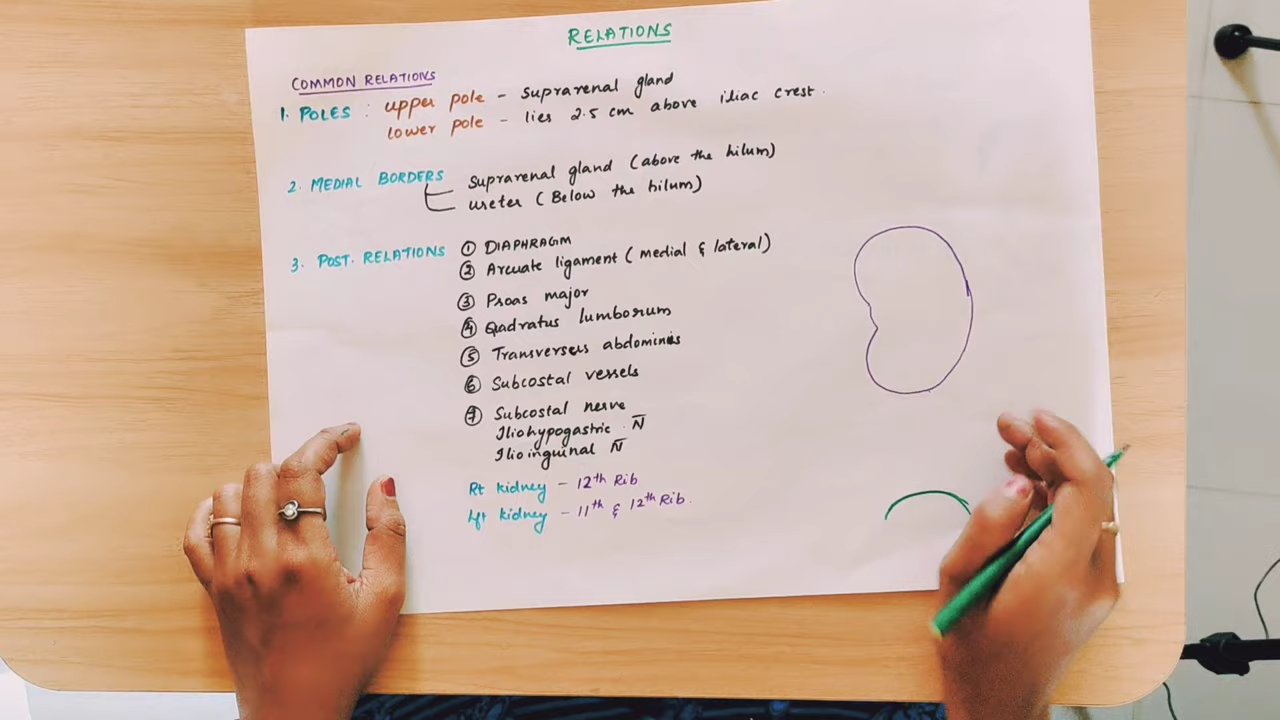 RELATIONS
COMMON RELATIONS
1. POLES : upper pole - suprarenal gland
lower pole - lies 2.5 cm above iliac crest.
2. MEDIAL BORDERS
Suprarenal gland (above the hilum)
ureter (Below the hilum)
3. POST. RELATIONS
① DIAPHRAGM
② Arcuate ligament ( medial & lateral)
③ Psoas major
④ Quadratus lumborum
⑤ Transversus abdominis
⑥ Subcostal vessels
⑦ Subcostal nerve
Iliohypogastric N̅
Ilioinguinal N̅
Rt kidney - 12th Rib
Lft kidney - 11th & 12th Rib.